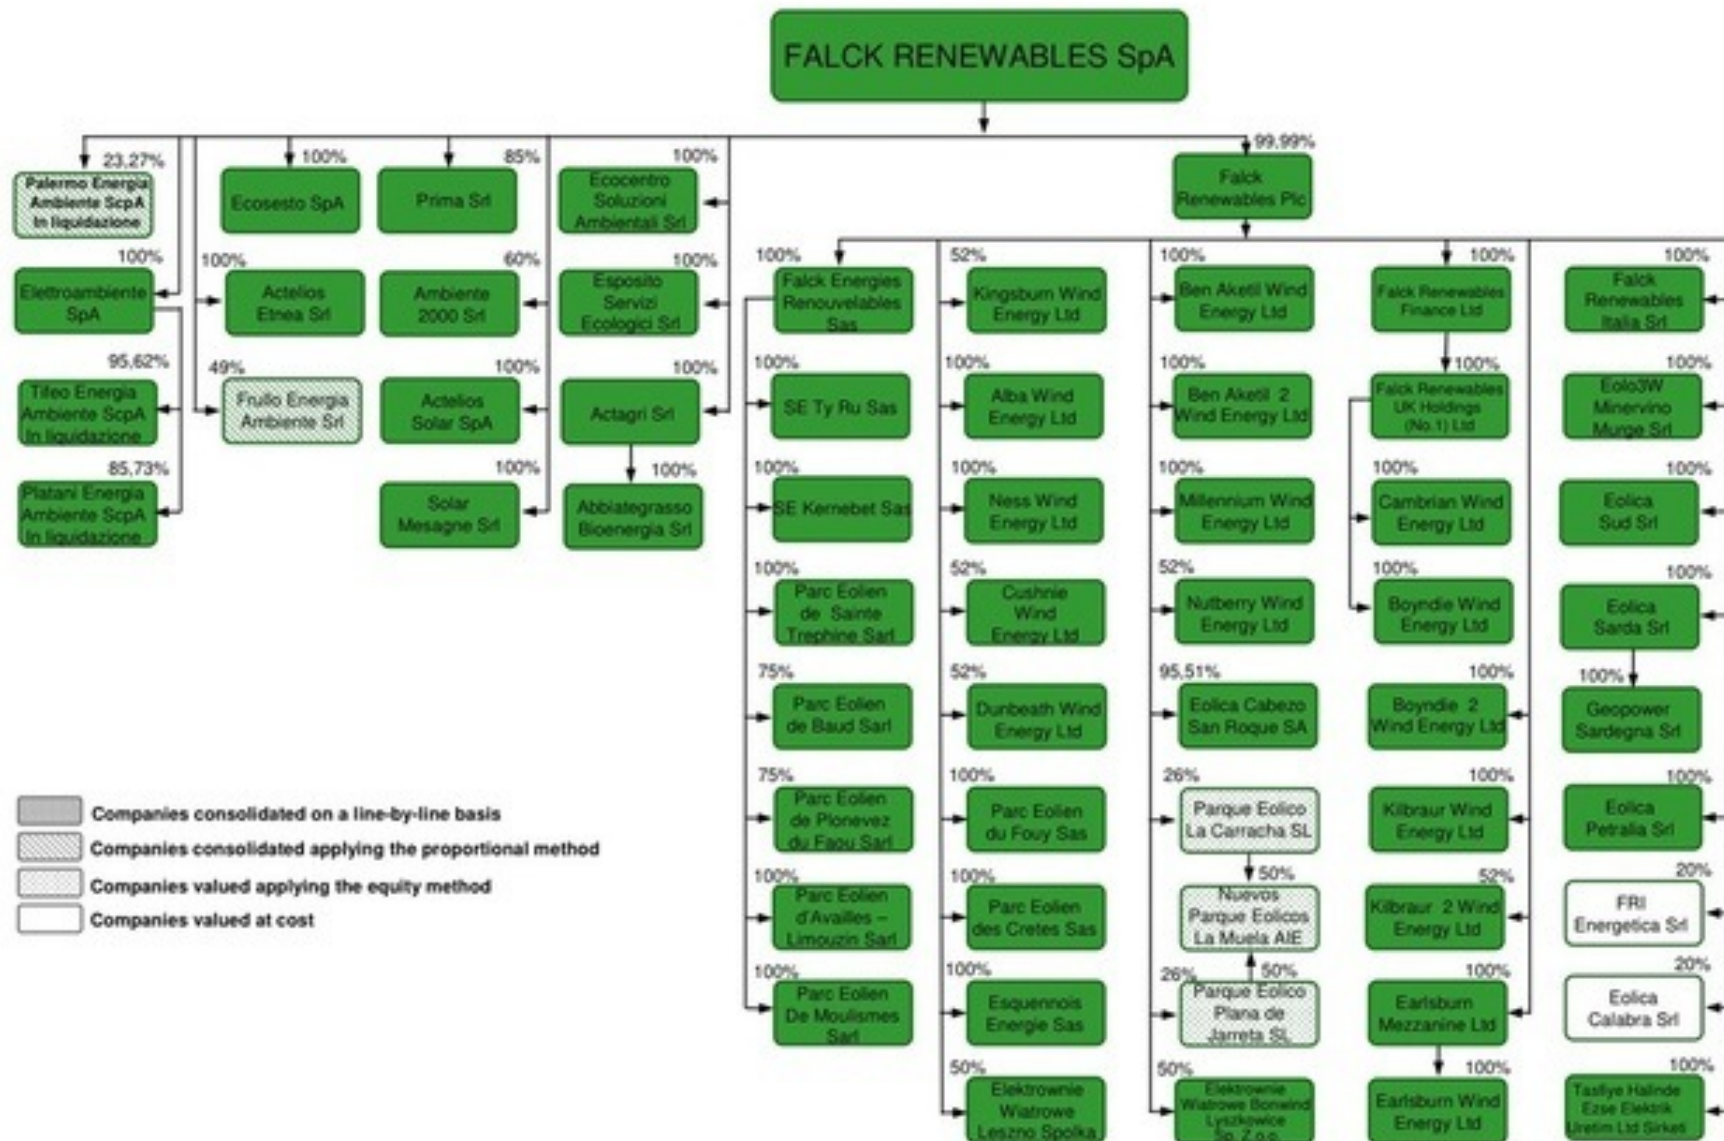 FALCK RENEWABLES SpA
23,27%
Palermo Energia
Ambiente ScpA
In liquidazione
100%
Ecosesto SpA
85%
Prima Srl
100%
Ecocentro
Soluzioni
Ambientali Srl
99,99%
Falck
Renewables Plc
100%
Elettroambiente
SpA
100%
Actelios
Etnea Srl
60%
Ambiente
2000 Srl
100%
Esposito
Servizi
Ecologici Srl
95,62%
Tifeo Energia
Ambiente ScpA
In liquidazione
49%
Frullo Energia
Ambiente Srl
100%
Actelios
Solar SpA
100%
Actagri Srl
85,73%
Platani Energia
Ambiente ScpA
In liquidazione
100%
Solar
Mesagne Srl
100%
Abbiategrasso
Bioenergia Srl
100%
Falck Energies
Renouvelables
Sas
100%
SE Ty Ru Sas
100%
SE Kernebet Sas
100%
Parc Eolien
de Sainte
Trephine Sarl
75%
Parc Eolien
de Baud Sarl
75%
Parc Eolien
de Plonevez
du Faou Sarl
100%
Parc Eolien
d'Availles –
Limouzin Sarl
100%
Parc Eolien
De Moulismes
Sarl
52%
Kingsburn Wind
Energy Ltd
100%
Alba Wind
Energy Ltd
100%
Ness Wind
Energy Ltd
52%
Cushnie
Wind
Energy Ltd
52%
Dunbeath Wind
Energy Ltd
100%
Parc Eolien
du Fouy Sas
100%
Parc Eolien
des Cretes Sas
100%
Esquennois
Energie Sas
50%
Elektrownie
Wiatrowe
Leszno Spolka
100%
Ben Aketil Wind
Energy Ltd
100%
Ben Aketil 2
Wind Energy Ltd
100%
Millennium Wind
Energy Ltd
52%
Nutberry Wind
Energy Ltd
95,51%
Eolica Cabezo
San Roque SA
26%
Parque Eolico
La Carracha SL
50%
Nuevos
Parque Eolicos
La Muela AIE
50%
26%
Parque Eolico
Plana de
Jarreta SL
50%
Elektrownie
Wiatrowe Bonwind
Lyszkowice
Sp. Z.o.o.
100%
Falck Renewables
Finance Ltd
100%
Falck Renewables
UK Holdings
(No.1) Ltd
100%
Cambrian Wind
Energy Ltd
100%
Boyndie Wind
Energy Ltd
100%
Boyndie 2
Wind Energy Ltd
100%
Kilbraur Wind
Energy Ltd
52%
Kilbraur 2 Wind
Energy Ltd
100%
Earlsburn
Mezzanine Ltd
100%
Earlsburn Wind
Energy Ltd
100%
Falck
Renewables
Italia Srl
100%
Eolo3W
Minervino
Murge Srl
100%
Eolica
Sud Srl
100%
Eolica
Sarda Srl
100%
Geopower
Sardegna Srl
100%
Eolica
Petralia Srl
20%
FRI
Energetica Srl
20%
Eolica
Calabra Srl
100%
Tasfiye Halinde
Ezse Elektrik
Uretim Ltd Sirketi
Companies consolidated on a line-by-line basis
Companies consolidated applying the proportional method
Companies valued applying the equity method
Companies valued at cost